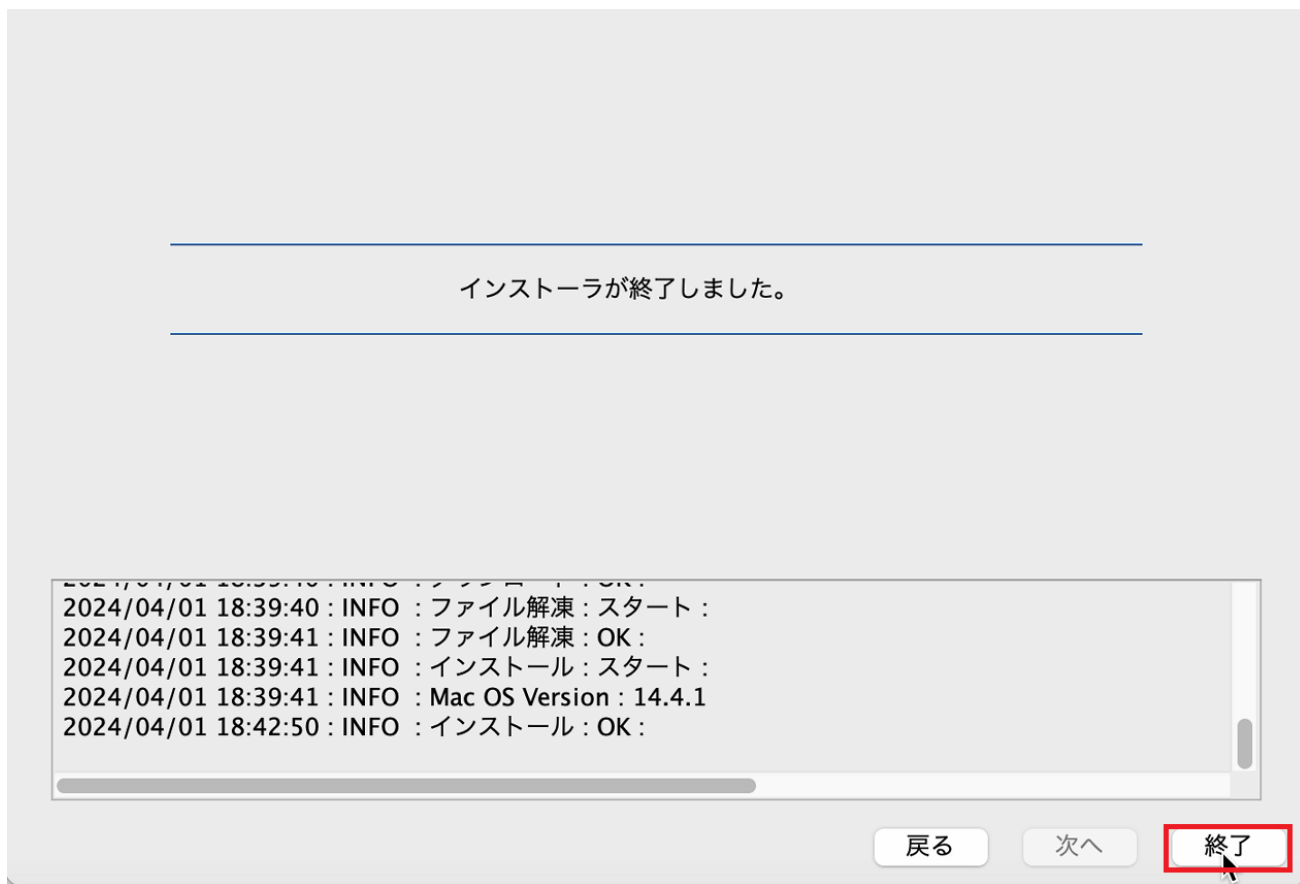 インストーラが終了しました。
2024/04/01 18:39:40 : INFO : ファイル解凍 : スタート :
2024/04/01 18:39:41 : INFO : ファイル解凍 : OK :
2024/04/01 18:39:41 : INFO : インストール : スタート :
2024/04/01 18:39:41 : INFO : Mac OS Version : 14.4.1
2024/04/01 18:42:50 : INFO : インストール : OK :
戻る 次へ 終了